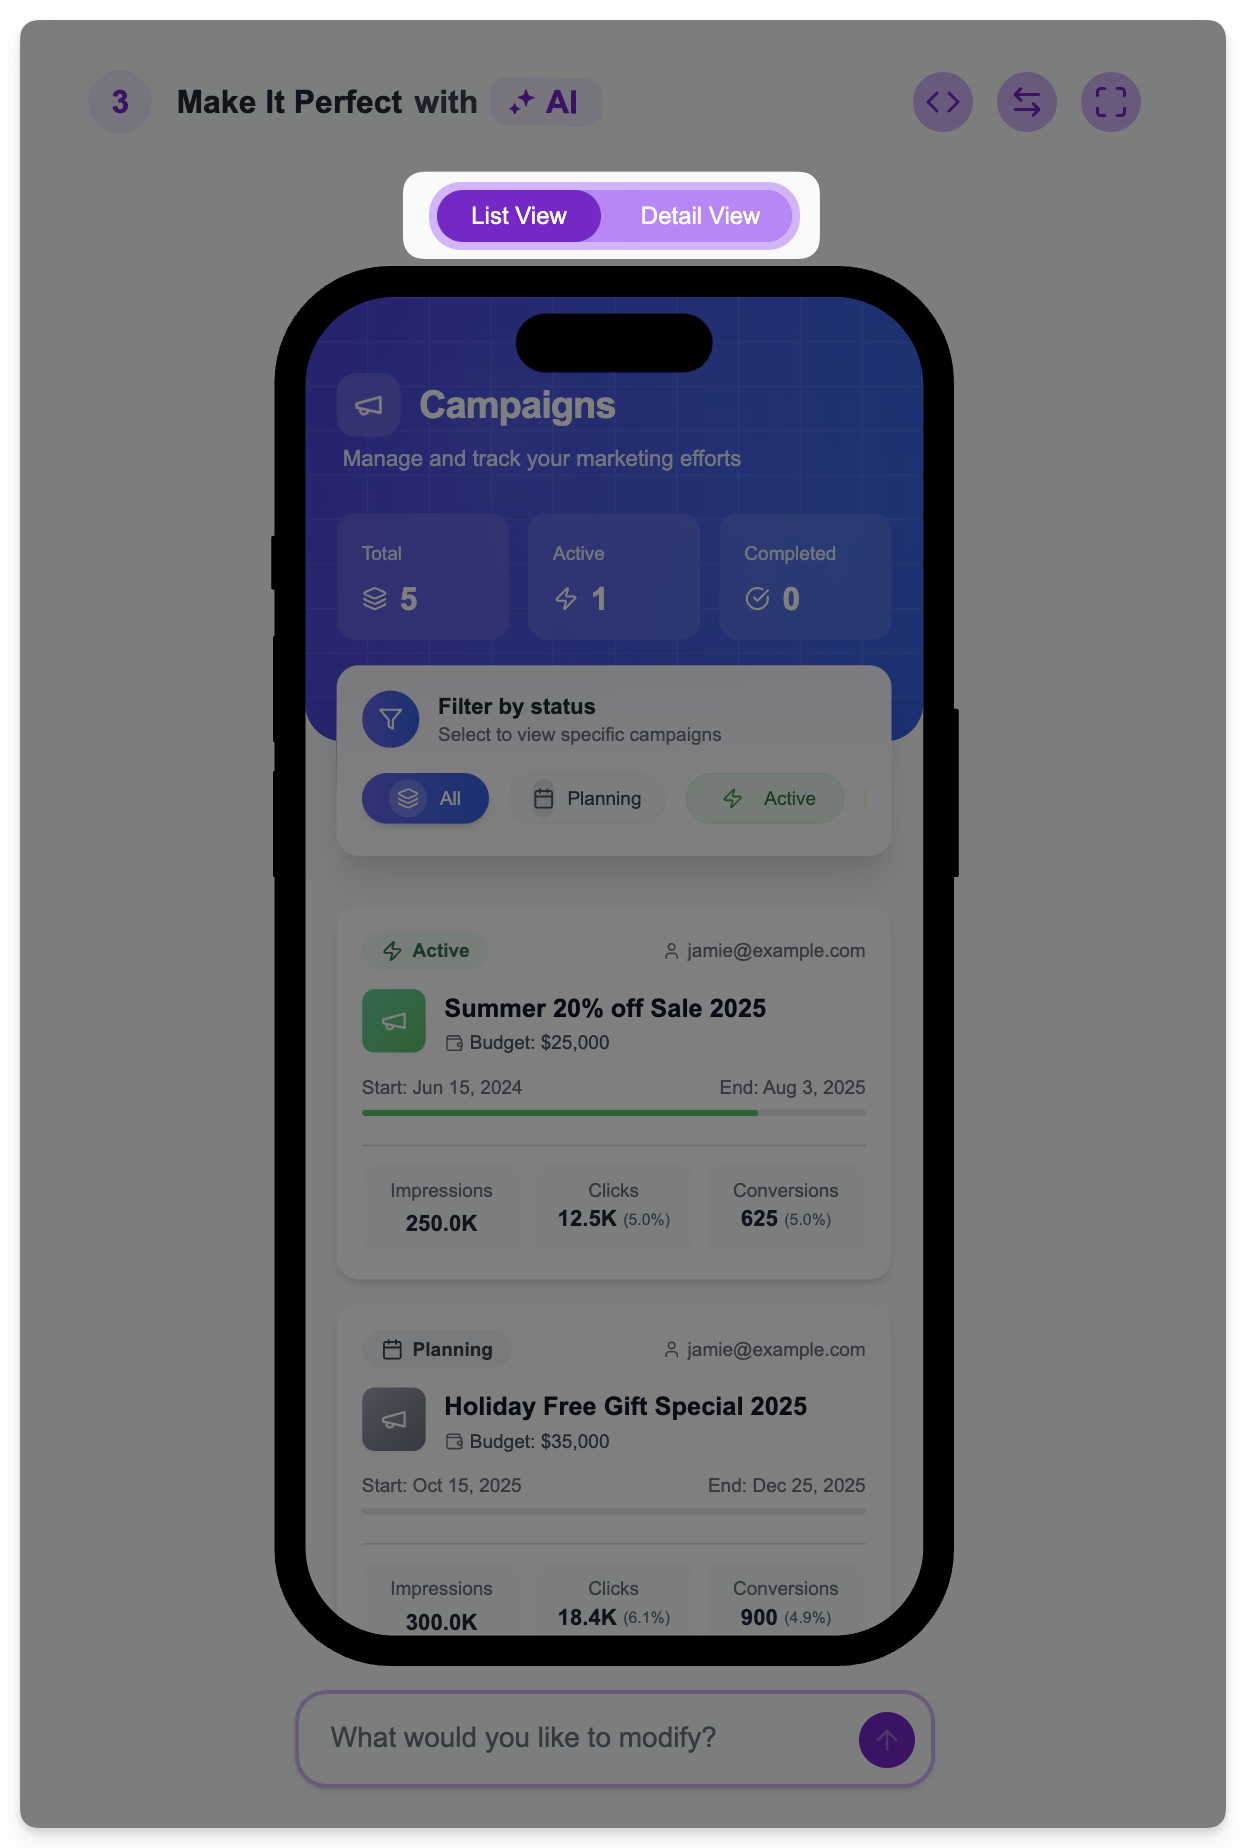 3 Make It Perfect with AI
List View Detail View
Campaigns
Manage and track your marketing efforts
Total Active Completed
5 1 0
Filter by status
Select to view specific campaigns
All Planning Active
Active jamie@example.com
Summer 20% off Sale 2025
Budget: $25,000
Start: Jun 15, 2024 End: Aug 3, 2025
Impressions Clicks Conversions
250.0K 12.5K (5.0%) 625 (5.0%)
Planning jamie@example.com
Holiday Free Gift Special 2025
Budget: $35,000
Start: Oct 15, 2025 End: Dec 25, 2025
Impressions Clicks Conversions
300.0K 18.4K (6.1%) 900 (4.9%)
What would you like to modify?